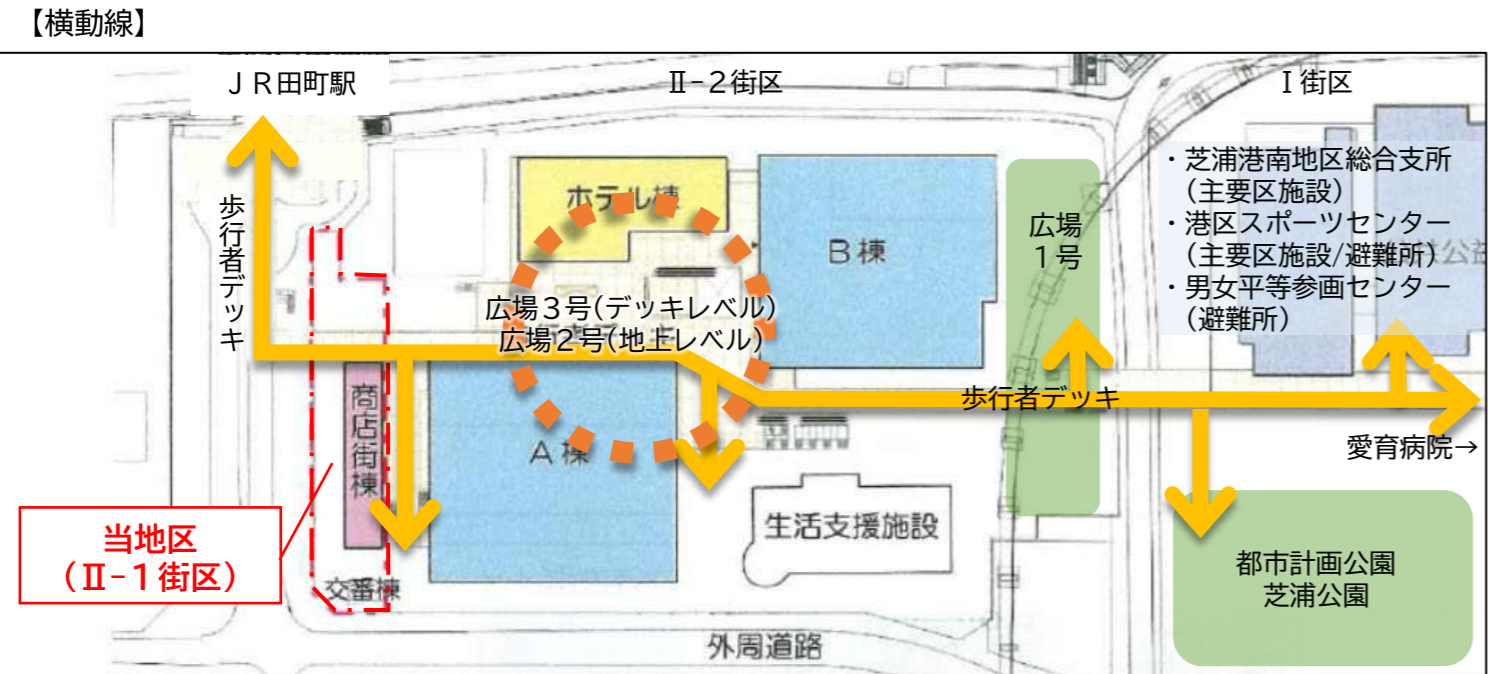 【横動線】
JR田町駅
Ⅱ-2街区
Ⅰ街区
歩行者デッキ
ホテル棟
B棟
広場
1号
・芝浦港南地区総合支所
(主要区施設)
・港区スポーツセンター
(主要区施設/避難所)
・男女平等参画センター
(避難所)
公益
広場3号(デッキレベル)
広場2号(地上レベル)
歩行者デッキ
商店街棟
A棟
愛育病院→
当地区
(Ⅱ-1街区)
生活支援施設
都市計画公園
芝浦公園
交番棟
外周道路